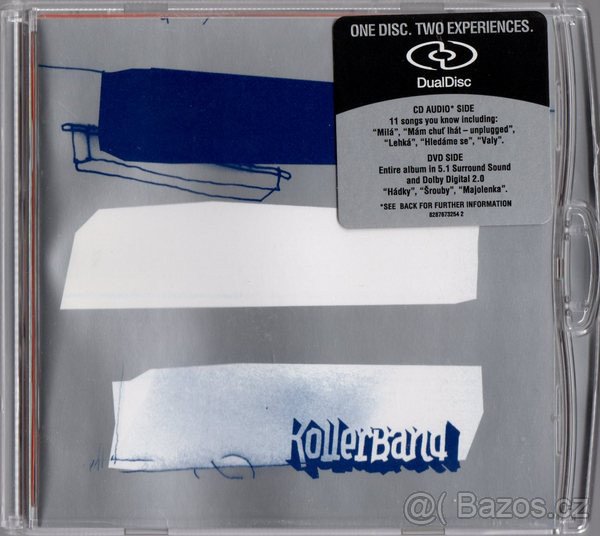 ONE DISC. TWO EXPERIENCES.
DualDisc
CD AUDIO* SIDE
11 songs you know including:
"Milá", "Mám chuť lhát – unplugged",
"Lehká", "Hledáme se", "Valy".
DVD SIDE
Entire album in 5.1 Surround Sound
and Dolby Digital 2.0
"Hádky", "Šrouby", "Majolenka".
*SEE BACK FOR FURTHER INFORMATION
8287673254 2
KOllerBand
@( Bazos.cz